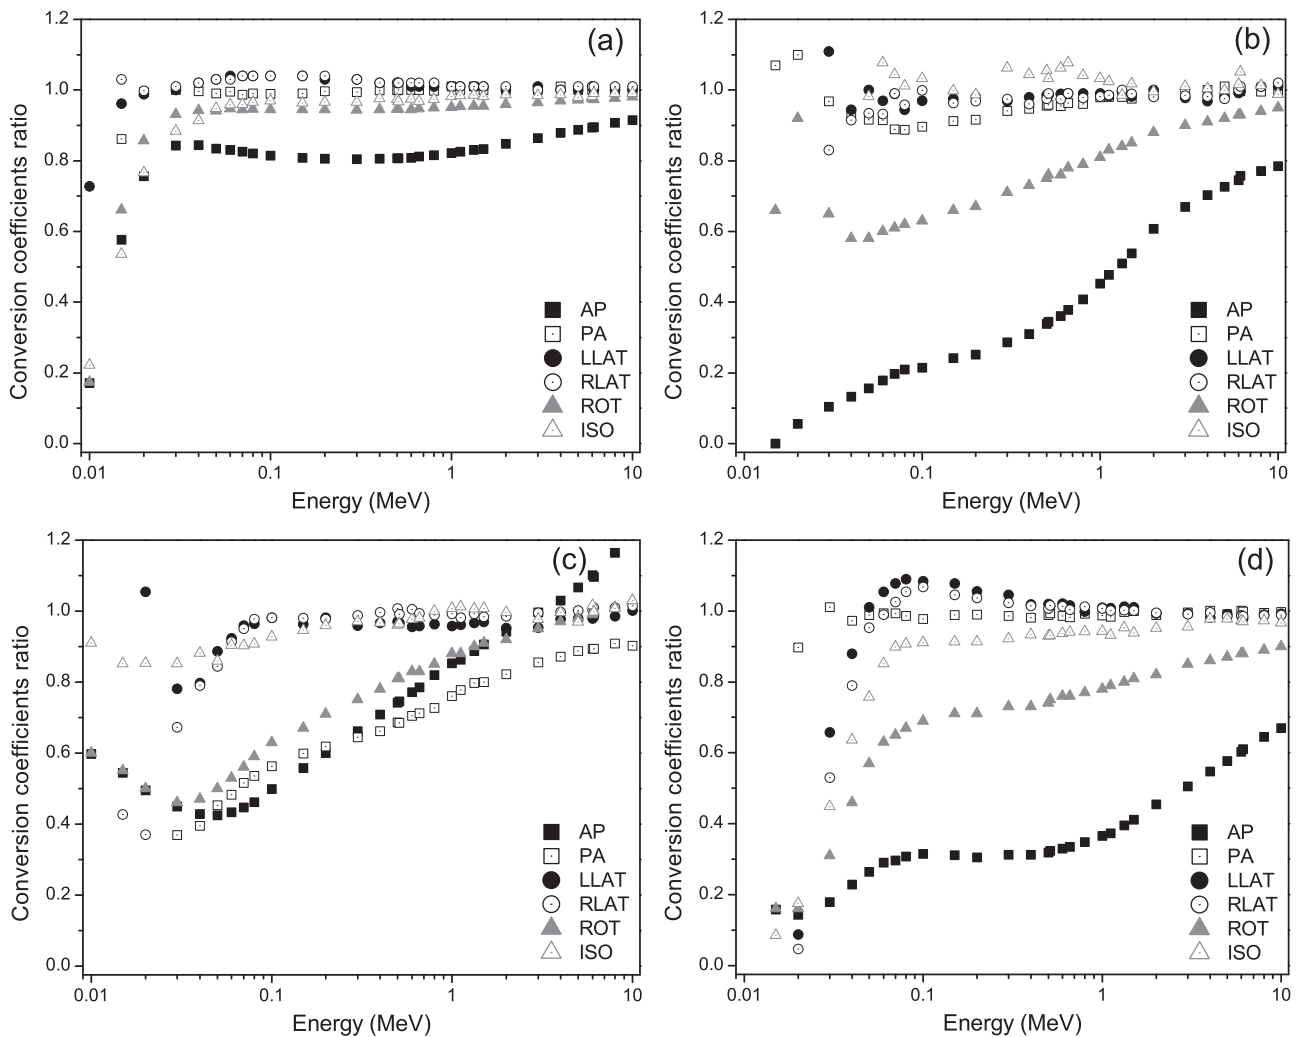 (a)
1.2
1.0
0.8
0.6
0.4
0.2
0.0
Conversion coefficients ratio
AP
PA
LLAT
RLAT
ROT
ISO
0.01
0.1
1
10
Energy (MeV)
(b)
1.2
1.0
0.8
0.6
0.4
0.2
0.0
Conversion coefficients ratio
AP
PA
LLAT
RLAT
ROT
ISO
0.01
0.1
1
10
Energy (MeV)
(c)
1.2
1.0
0.8
0.6
0.4
0.2
0.0
Conversion coefficients ratio
AP
PA
LLAT
RLAT
ROT
ISO
0.01
0.1
1
10
Energy (MeV)
(d)
1.2
1.0
0.8
0.6
0.4
0.2
0.0
Conversion coefficients ratio
AP
PA
LLAT
RLAT
ROT
ISO
0.01
0.1
1
10
Energy (MeV)